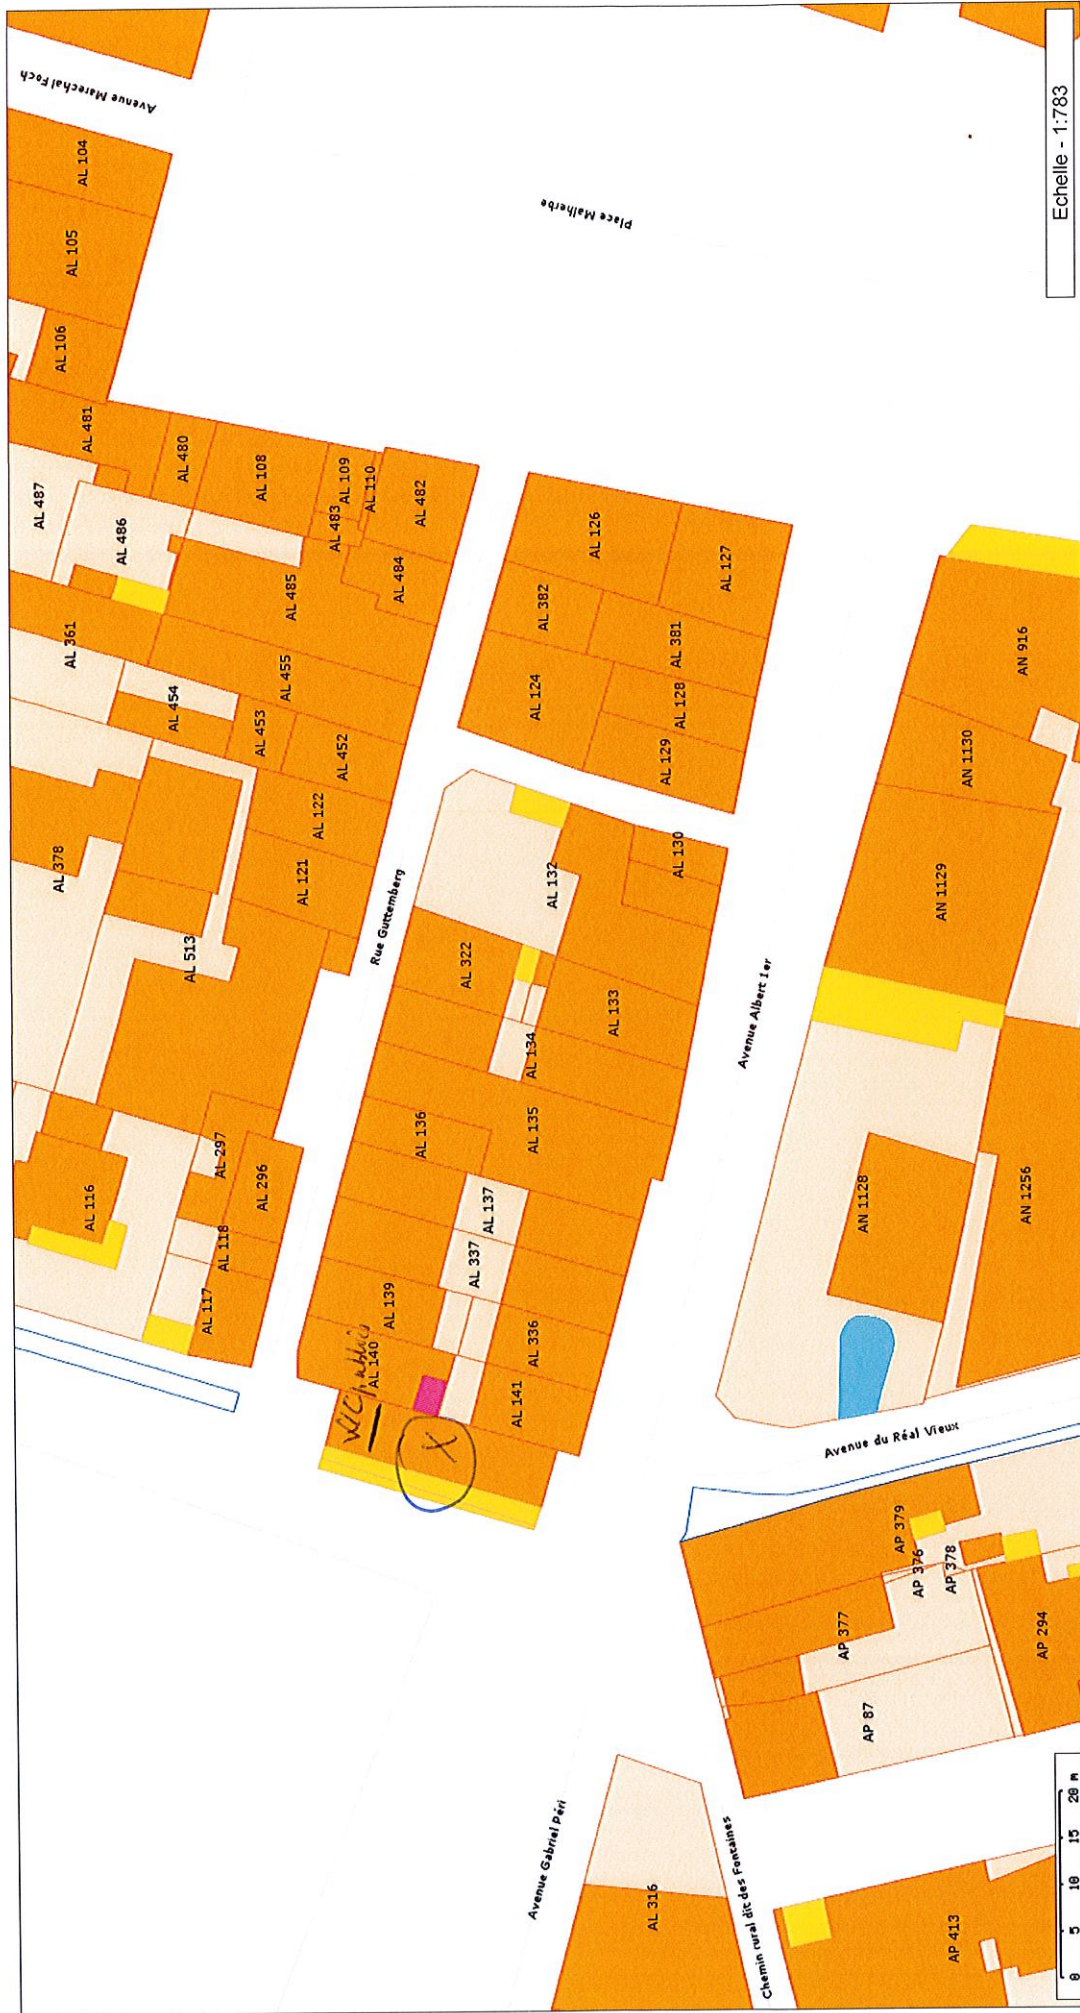 Avenue Marechal Foch
AL 104
AL 105
AL 106
AL 481
AL 480
AL 487
AL 486
AL 108
AL 109
AL 110
AL 483
AL 482
AL 484
AL 485
AL 361
AL 455
AL 454
AL 453
AL 452
AL 122
AL 121
AL 378
AL 513
AL 116
AL 297
AL 296
AL 118
AL 117
Place Malherbe
Echelle - 1:783
AL 126
AL 127
AL 382
AL 381
AL 124
AL 128
AL 129
Rue Guttemberg
AL 132
AL 130
AL 322
AL 133
AL 134
AL 136
AL 135
AL 137
AL 337
AL 139
AL 336
AL 140
AL 141
WC publics
X
Avenue Albert 1er
AN 916
AN 1130
AN 1129
AN 1128
AN 1256
Avenue du Réal Vieux
AP 379
AP 376
AP 378
AP 377
AP 294
AP 87
Avenue Gabriel Péri
AL 316
Chemin rural dit des Fontaines
AP 413
0 5 10 15 20 m